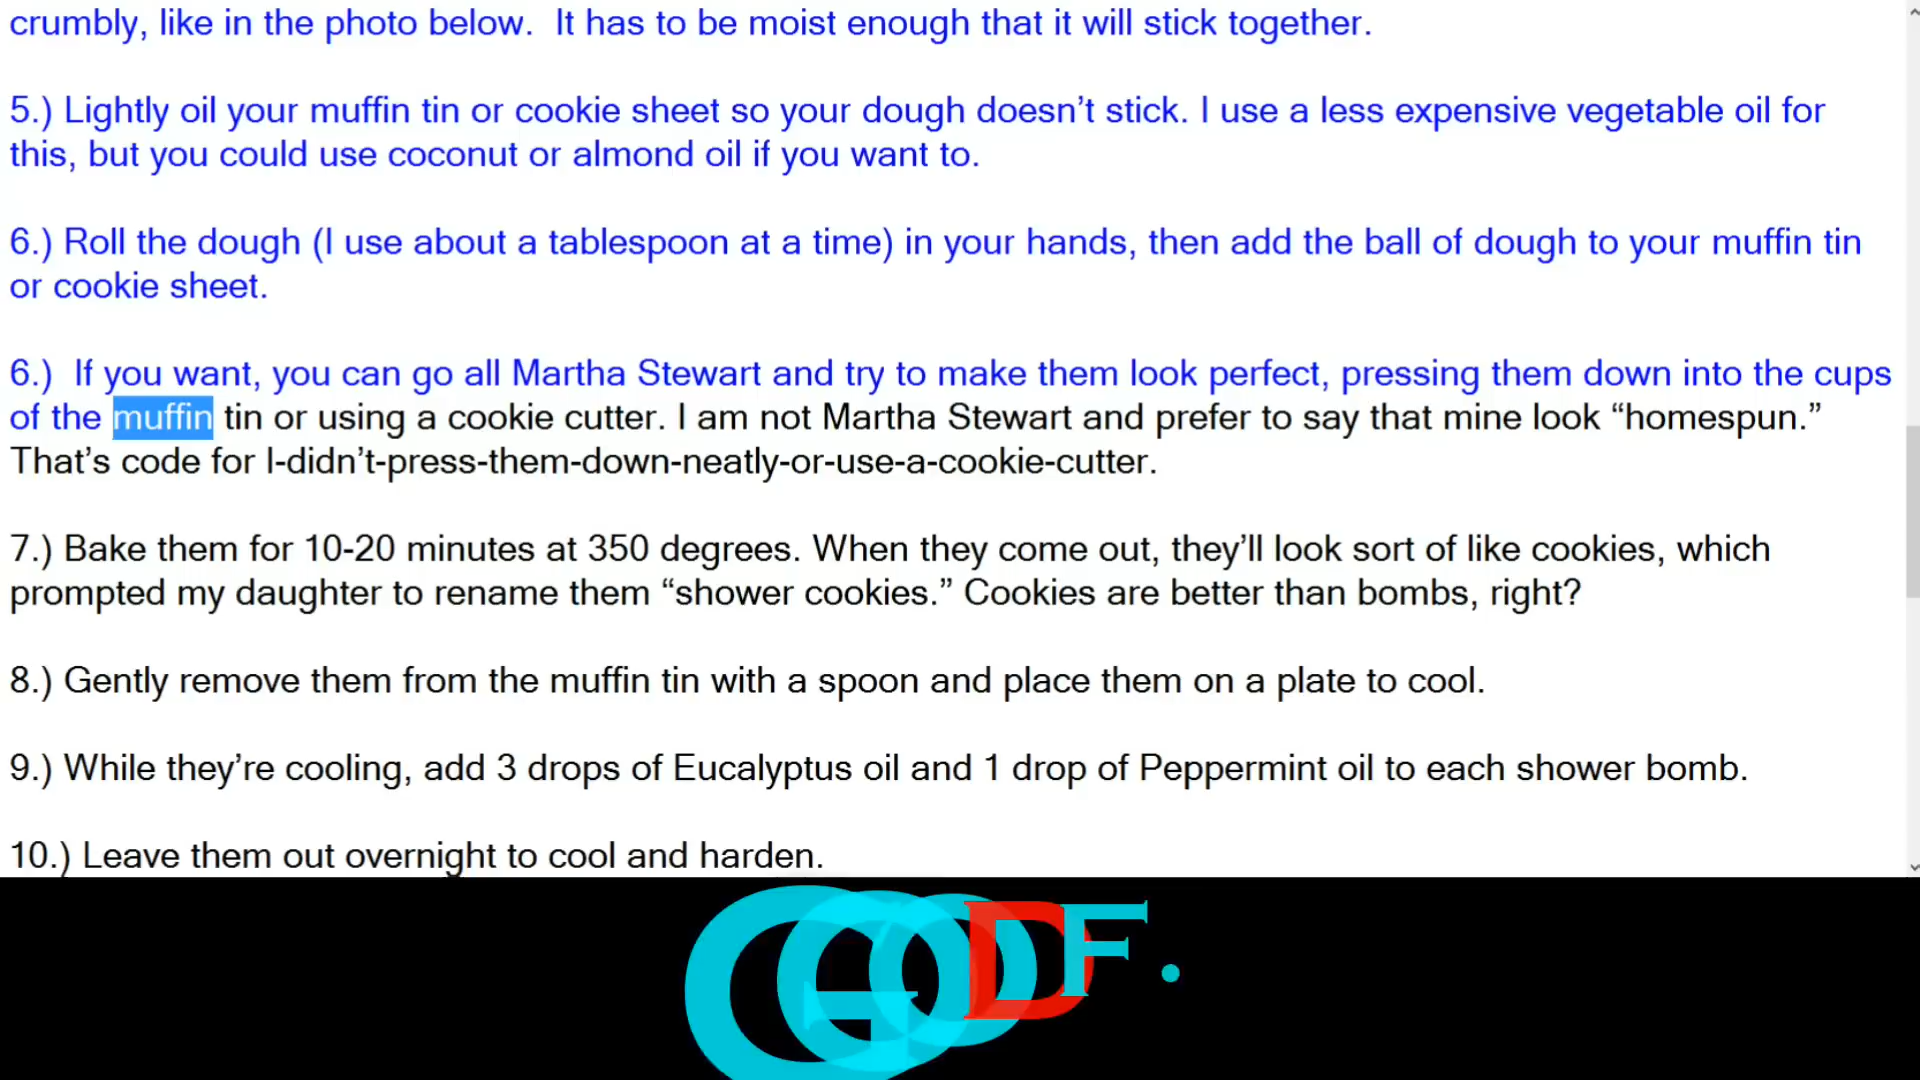 crumbly, like in the photo below.  It has to be moist enough that it will stick together.
5.) Lightly oil your muffin tin or cookie sheet so your dough doesn’t stick. I use a less expensive vegetable oil for
this, but you could use coconut or almond oil if you want to.
6.) Roll the dough (I use about a tablespoon at a time) in your hands, then add the ball of dough to your muffin tin
or cookie sheet.
6.)  If you want, you can go all Martha Stewart and try to make them look perfect, pressing them down into the cups
of the muffin tin or using a cookie cutter. I am not Martha Stewart and prefer to say that mine look “homespun.”
That’s code for I-didn’t-press-them-down-neatly-or-use-a-cookie-cutter.
7.) Bake them for 10-20 minutes at 350 degrees. When they come out, they’ll look sort of like cookies, which
prompted my daughter to rename them “shower cookies.” Cookies are better than bombs, right?
8.) Gently remove them from the muffin tin with a spoon and place them on a plate to cool.
9.) While they’re cooling, add 3 drops of Eucalyptus oil and 1 drop of Peppermint oil to each shower bomb.
10.) Leave them out overnight to cool and harden.